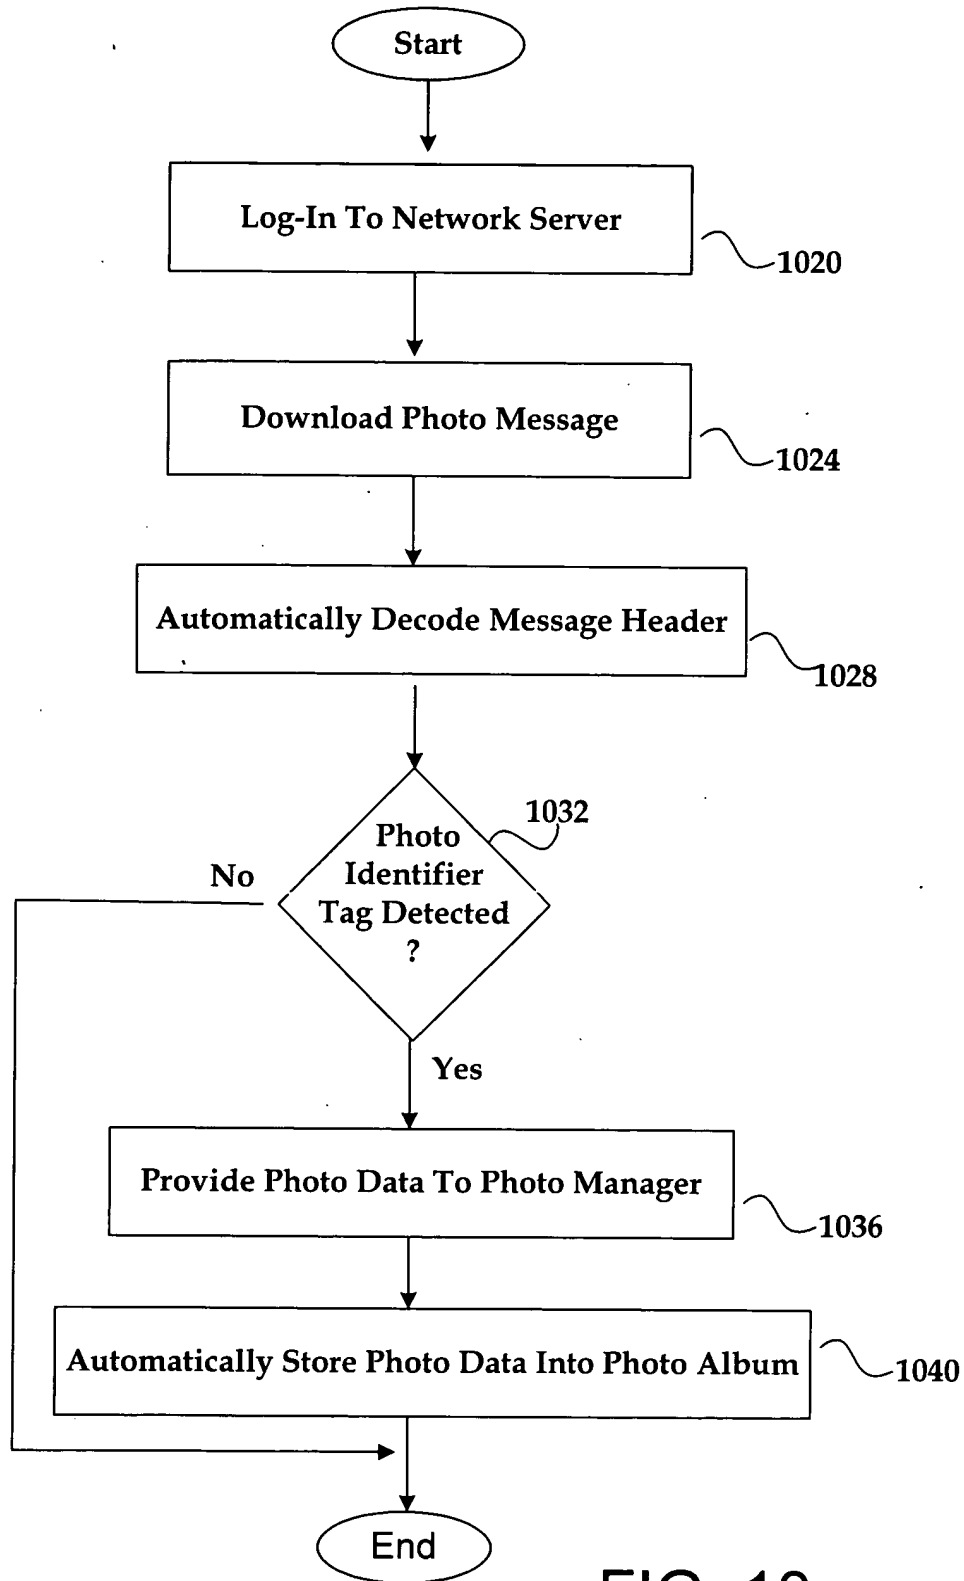 Start
Log-In To Network Server
1020
Download Photo Message
1024
Automatically Decode Message Header
1028
1032
Photo
Identifier
Tag Detected
?
No
Yes
Provide Photo Data To Photo Manager
1036
Automatically Store Photo Data Into Photo Album
1040
End
FIG. 10